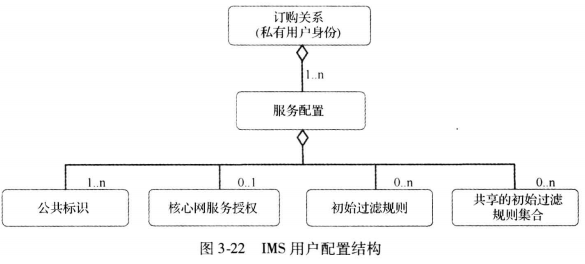 订购关系
(私有用户身份)
1..n
服务配置
1..n
0..1
0..n
0..n
公共标识
核心网服务授权
初始过滤规则
共享的初始过滤
规则集合
图 3-22 IMS 用户配置结构